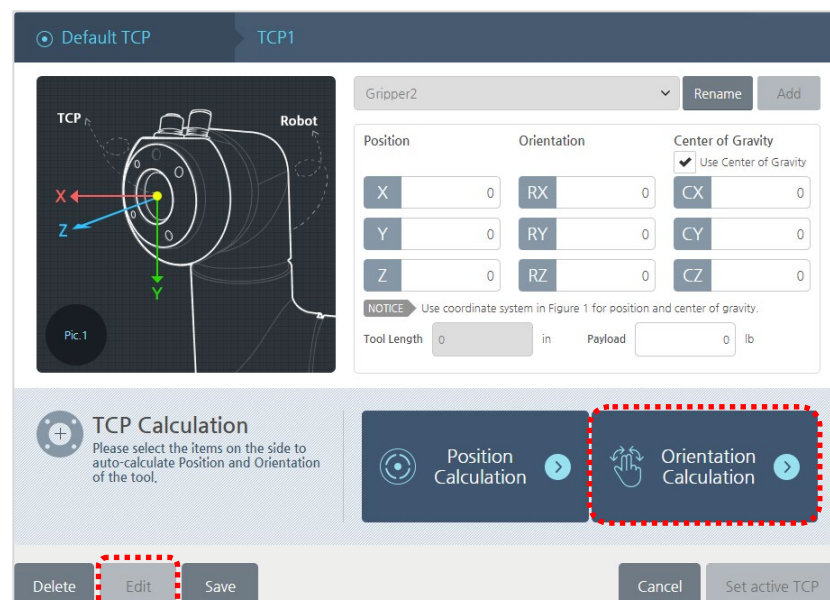 Default TCP
TCP1
TCP
Robot
X
Z
Y
Pic.1
Gripper2
Rename
Add
Position
Orientation
Center of Gravity
Use Center of Gravity
X 0
RX 0
CX 0
Y 0
RY 0
CY 0
Z 0
RZ 0
CZ 0
NOTICE Use coordinate system in Figure 1 for position and center of gravity.
Tool Length 0 in
Payload 0 lb
TCP Calculation
Please select the items on the side to
auto-calculate Position and Orientation
of the tool.
Position
Calculation
Orientation
Calculation
Delete
Edit
Save
Cancel
Set active TCP